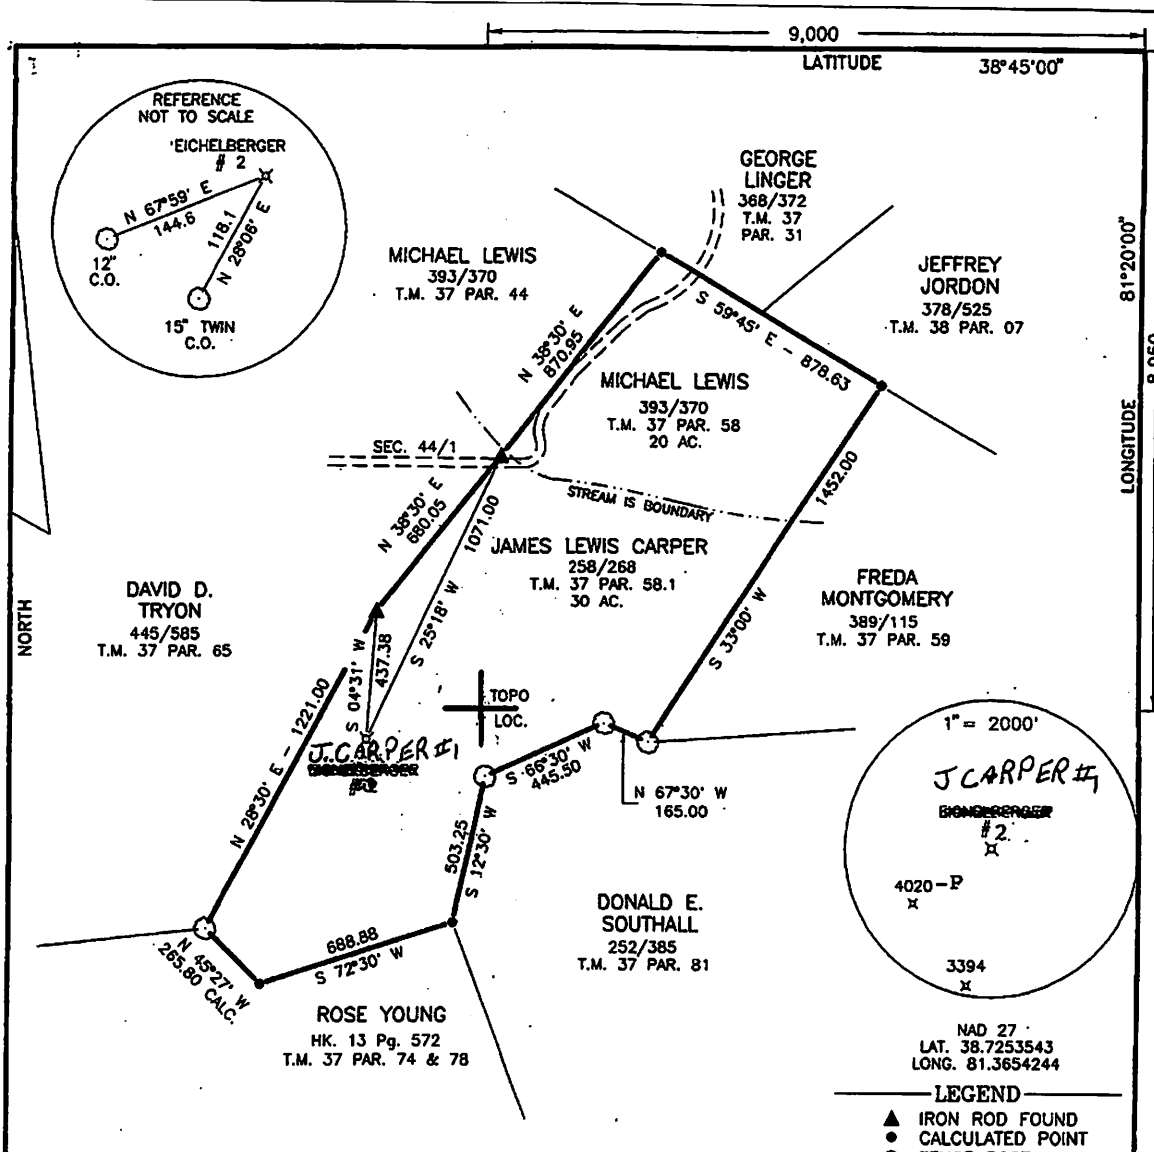 9,000
LATITUDE 38°45'00"
REFERENCE
NOT TO SCALE
EICHELBERGER
# 2
N 67°59' E
144.6
118.1
N 28°06' E
12"
C.O.
15" TWIN
C.O.
GEORGE
LINGER
368/372
T.M. 37
PAR. 31
MICHAEL LEWIS
393/370
T.M. 37 PAR. 44
JEFFREY
JORDON
378/525
T.M. 38 PAR. 07
81°20'00"
LONGITUDE
S 59°45' E - 878.63
N 38°30' E
870.95
MICHAEL LEWIS
393/370
T.M. 37 PAR. 58
20 AC.
SEC. 44/1
1452.00
S 33°00' W
STREAM IS BOUNDARY
N 38°30' E
680.05
1071.00
S 25°18' W
JAMES LEWIS CARPER
258/268
T.M. 37 PAR. 58.1
30 AC.
DAVID D.
TRYON
445/585
T.M. 37 PAR. 65
NORTH
FREDA
MONTGOMERY
389/115
T.M. 37 PAR. 59
S 04°31' W
437.38
TOPO
LOC.
N 28°30' E - 1221.00
J. CARPER #1
#2
S 66°30' W
445.50
N 67°30' W
165.00
503.25
S 12°30' W
1" = 2000'
J CARPER #1
#2
4020-P
3394
DONALD E.
SOUTHALL
252/385
T.M. 37 PAR. 81
688.88
S 72°30' W
N 45°27' W
265.80 CALC.
ROSE YOUNG
HK. 13 Pg. 572
T.M. 37 PAR. 74 & 78
NAD 27
LAT. 38.7253543
LONG. 81.3654244
LEGEND
IRON ROD FOUND
CALCULATED POINT